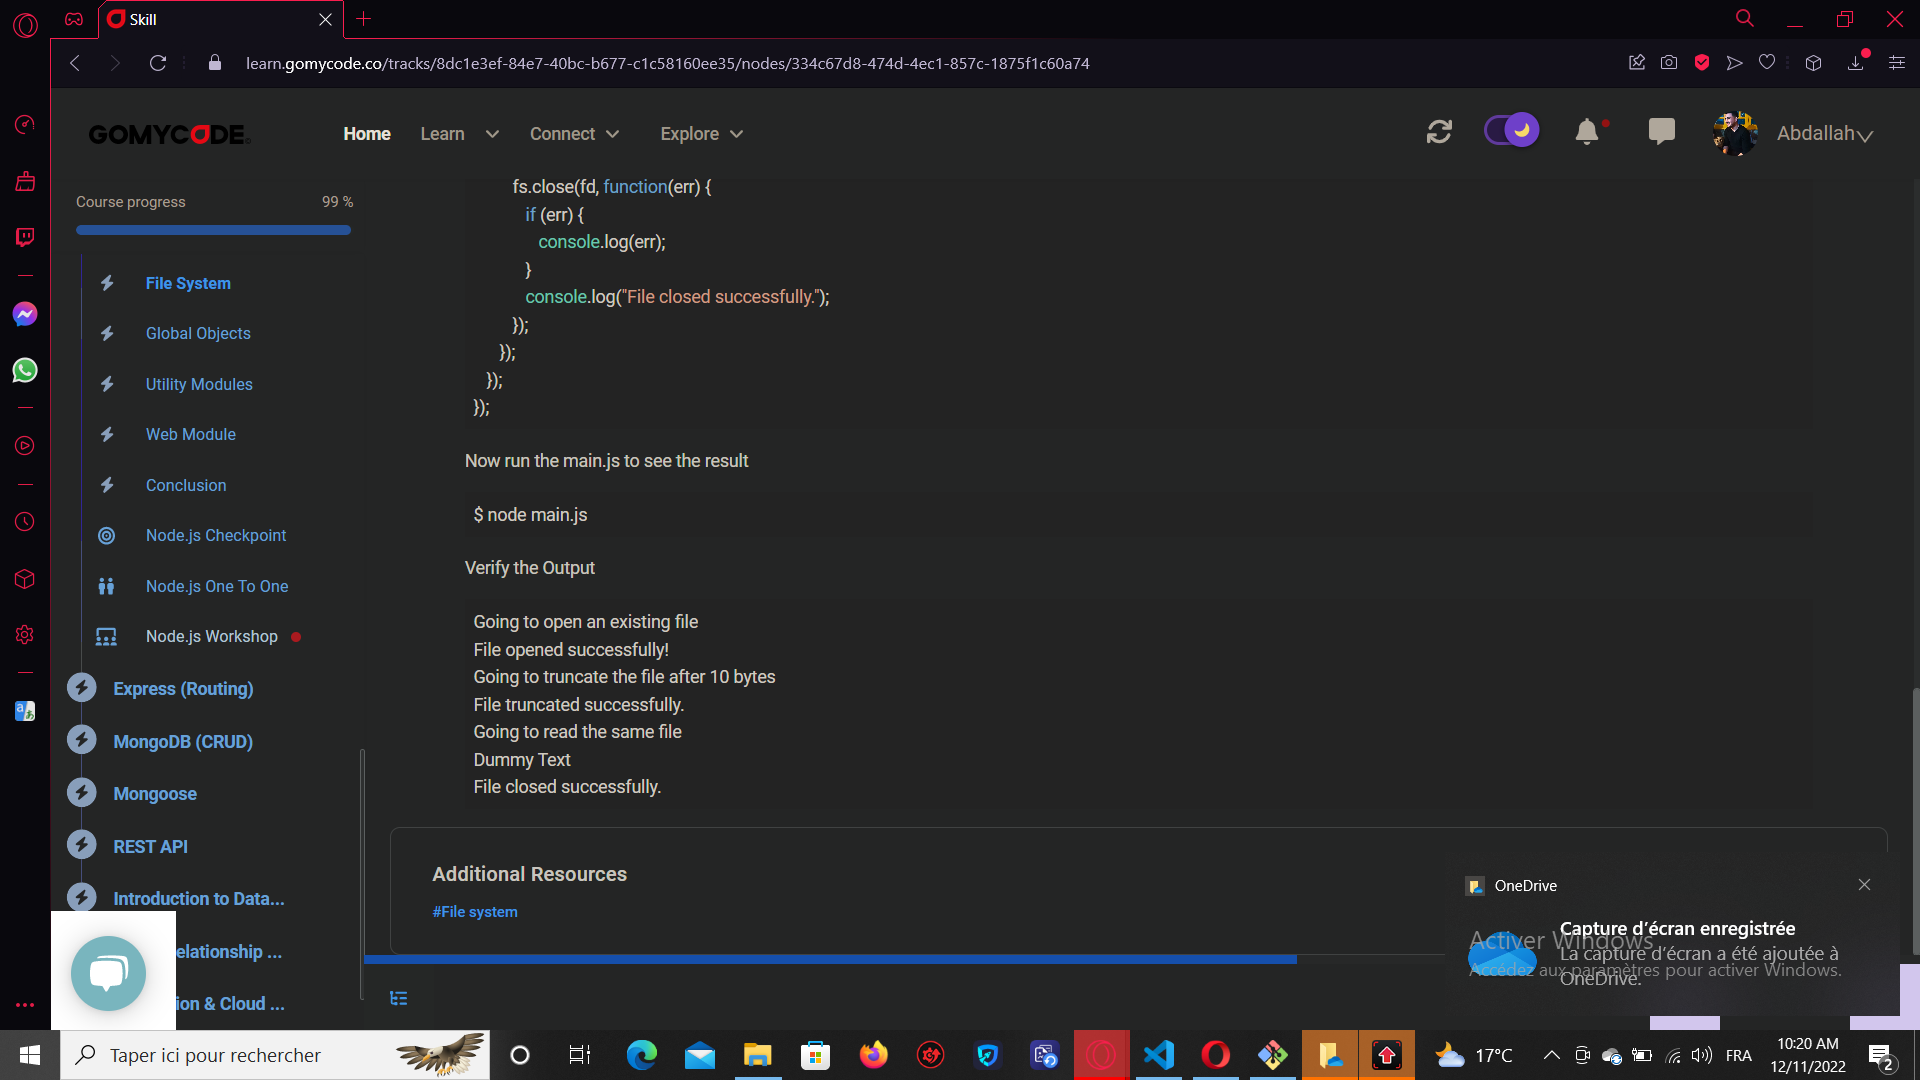 Skill
learn.gomycode.co/tracks/8dc1e3ef-84e7-40bc-b677-c1c58160ee35/nodes/334c67d8-474d-4ec1-857c-1875f1c60a74
GOMYCODE
Home
Learn
Connect
Explore
Abdallah
Course progress
99 %
File System
Global Objects
Utility Modules
Web Module
Conclusion
Node.js Checkpoint
Node.js One To One
Node.js Workshop
Express (Routing)
MongoDB (CRUD)
Mongoose
REST API
Introduction to Data...
elationship ...
ion & Cloud ...
fs.close(fd, function(err) {
if (err) {
console.log(err);
}
console.log("File closed successfully.");
});
});
});
});
Now run the main.js to see the result
$ node main.js
Verify the Output
Going to open an existing file
File opened successfully!
Going to truncate the file after 10 bytes
File truncated successfully.
Going to read the same file
Dummy Text
File closed successfully.
Additional Resources
#File system
OneDrive
Capture d'écran enregistrée
La capture d'écran a été ajoutée à
OneDrive.
Activer Windows
Accédez aux paramètres pour activer Windows.
Taper ici pour rechercher
17°C
FRA
10:20 AM
12/11/2022
2